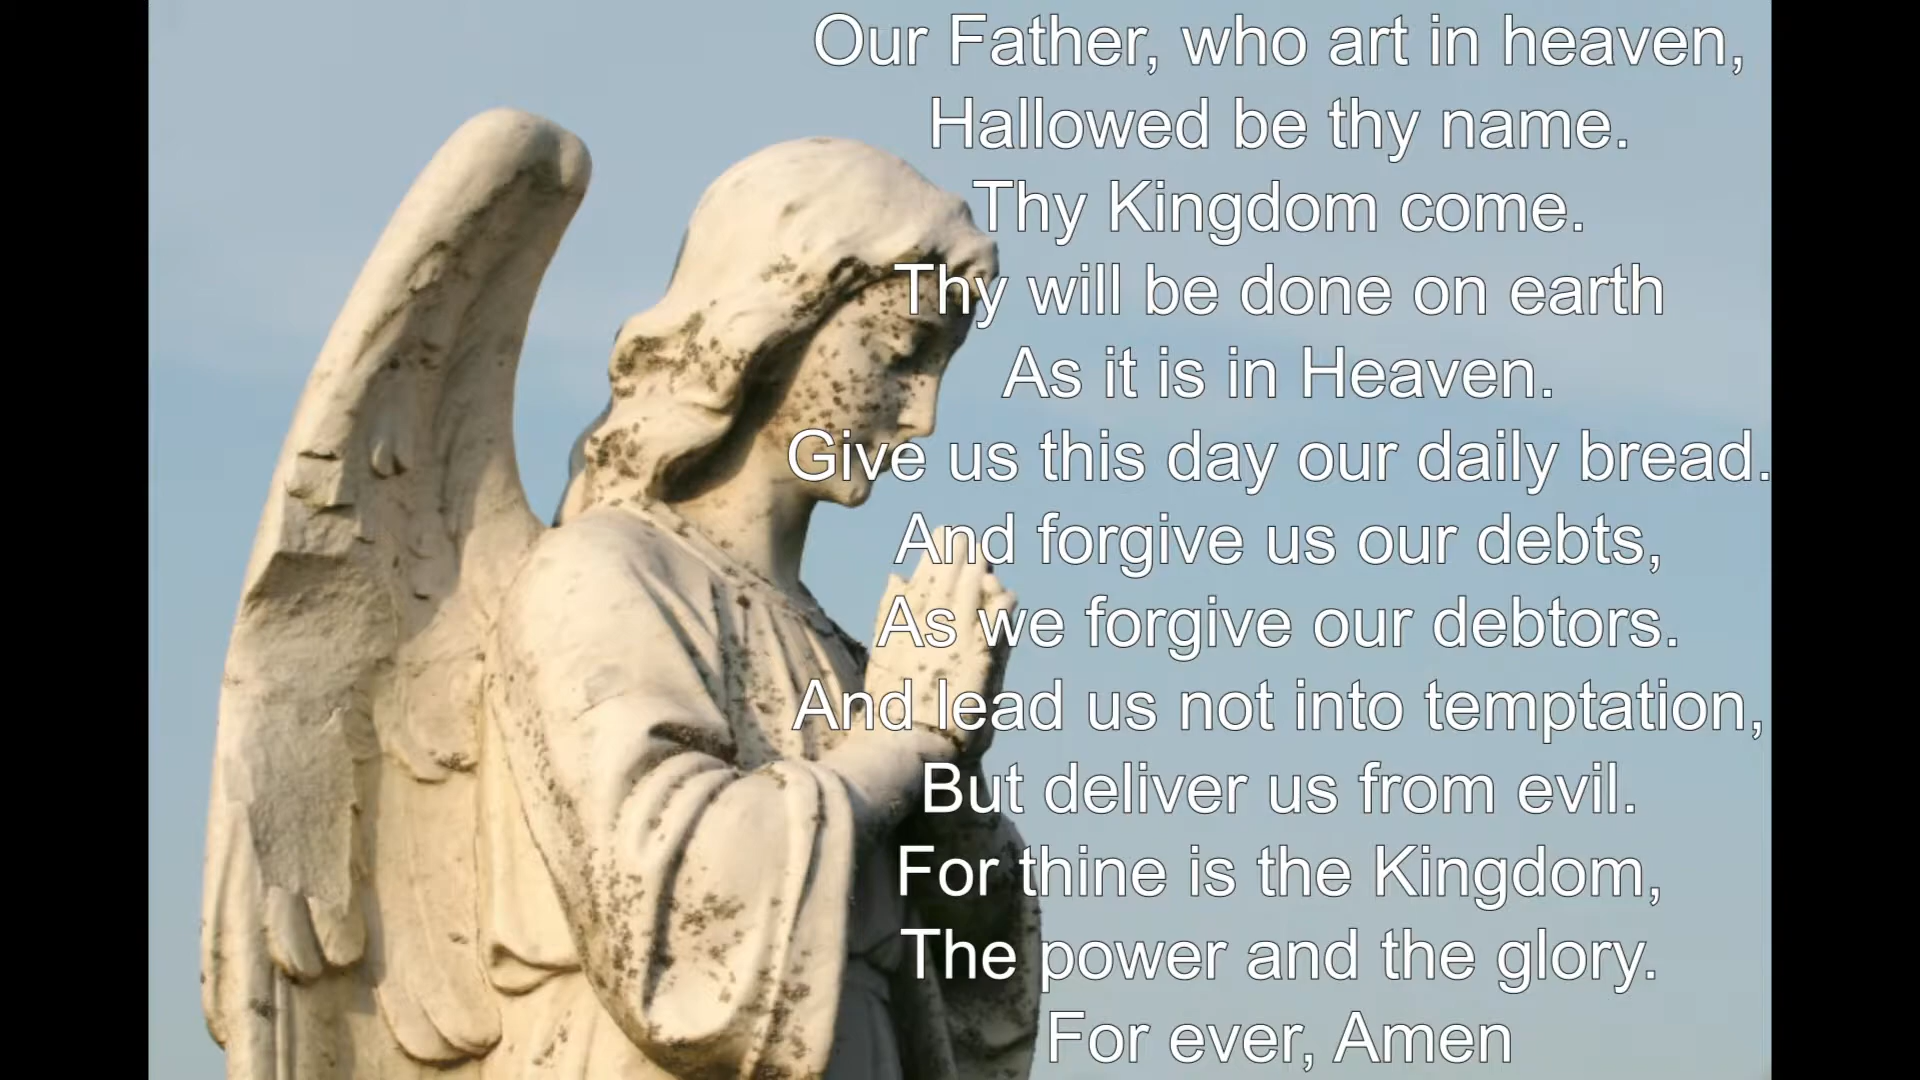 Our Father, who art in heaven,
Hallowed be thy name.
Thy Kingdom come.
Thy will be done on earth
As it is in Heaven.
Give us this day our daily bread.
And forgive us our debts,
As we forgive our debtors.
And lead us not into temptation,
But deliver us from evil.
For thine is the Kingdom,
The power and the glory.
For ever, Amen